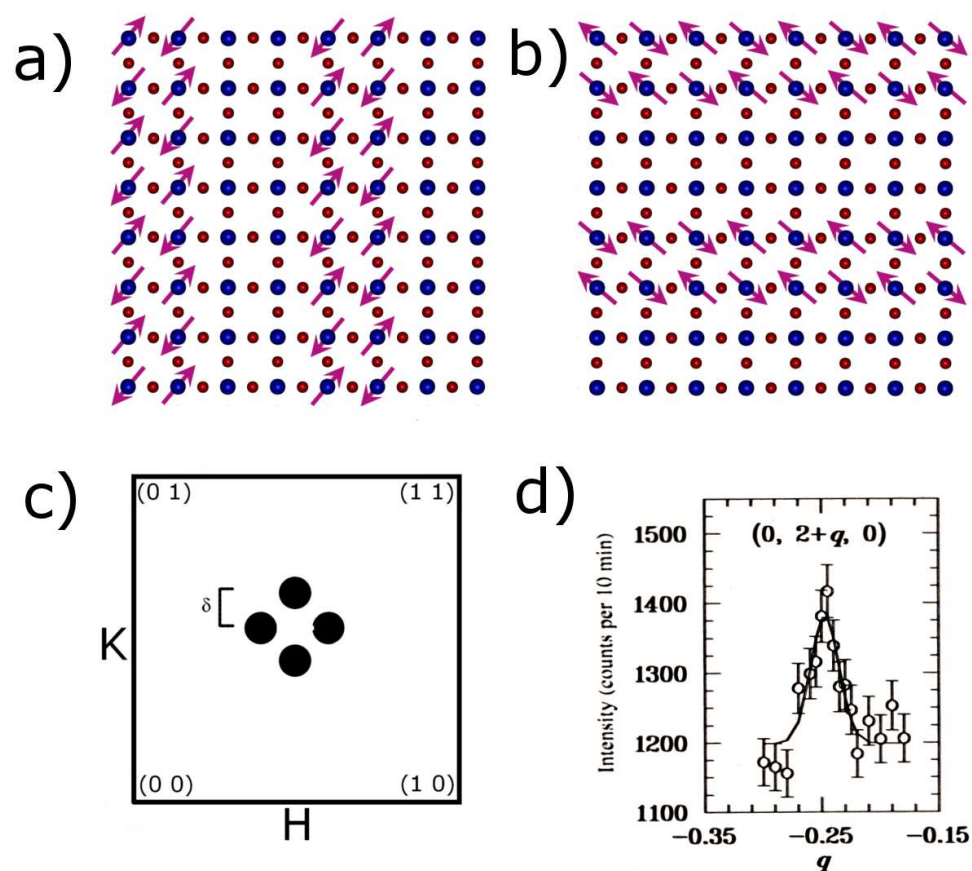 a)
b)
c)
(0 1)
(1 1)
δ
K
(0 0)
(1 0)
H
d)
(0, 2+q, 0)
Intensity (counts per 10 min)
1500
1400
1300
1200
1100
−0.35
−0.25
−0.15
q